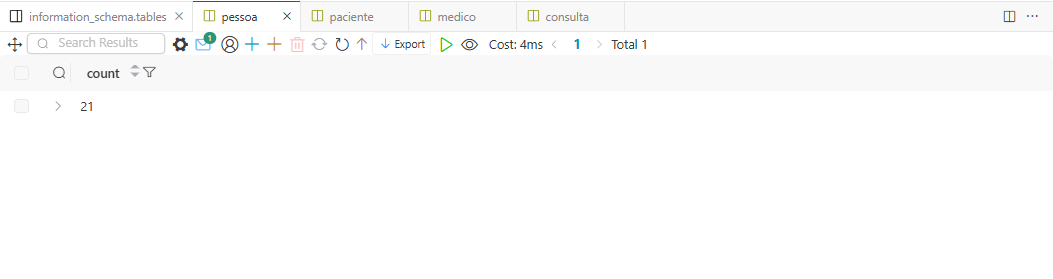 information_schema.tables pessoa paciente medico consulta
Search Results 1 Export Cost: 4ms 1 Total 1
count
21